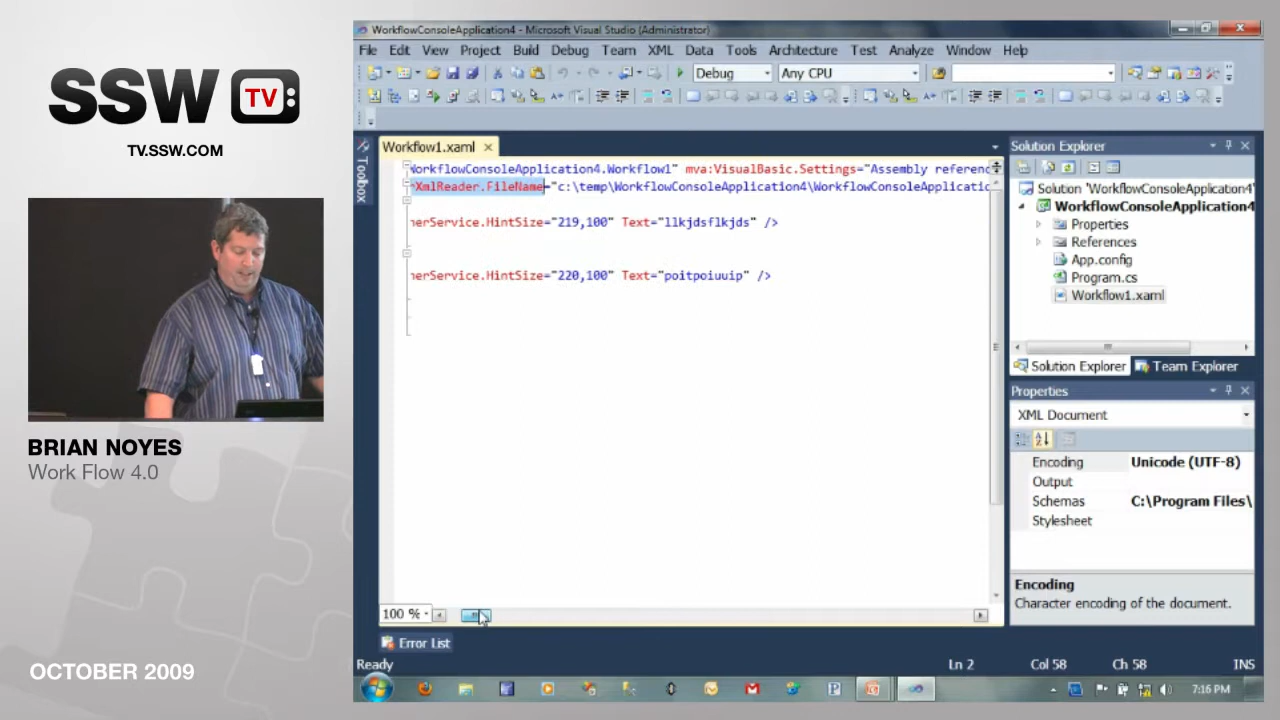 SSW TV:
TV.SSW.COM
BRIAN NOYES
Work Flow 4.0
OCTOBER 2009
WorkflowConsoleApplication4 - Microsoft Visual Studio (Administrator)
File Edit View Project Build Debug Team XML Data Tools Architecture Test Analyze Window Help
Debug Any CPU
Toolbox
Workflow1.xaml
WorkflowConsoleApplication4.Workflow1" mva:VisualBasic.Settings="Assembly referenc
XmlReader.FileName="c:\temp\WorkflowConsoleApplication4\WorkflowConsoleApplicatio
nerService.HintSize="219,100" Text="llkjdsflkjds" />
nerService.HintSize="220,100" Text="poitpoiuuip" />
100 %
Error List
Solution Explorer
Solution 'WorkflowConsoleApplication4'
WorkflowConsoleApplication4
Properties
References
App.config
Program.cs
Workflow1.xaml
Solution Explorer Team Explorer
Properties
XML Document
Encoding Unicode (UTF-8)
Output
Schemas C:\Program Files\
Stylesheet
Encoding
Character encoding of the document.
Ready Ln 2 Col 58 Ch 58 INS
7:16 PM